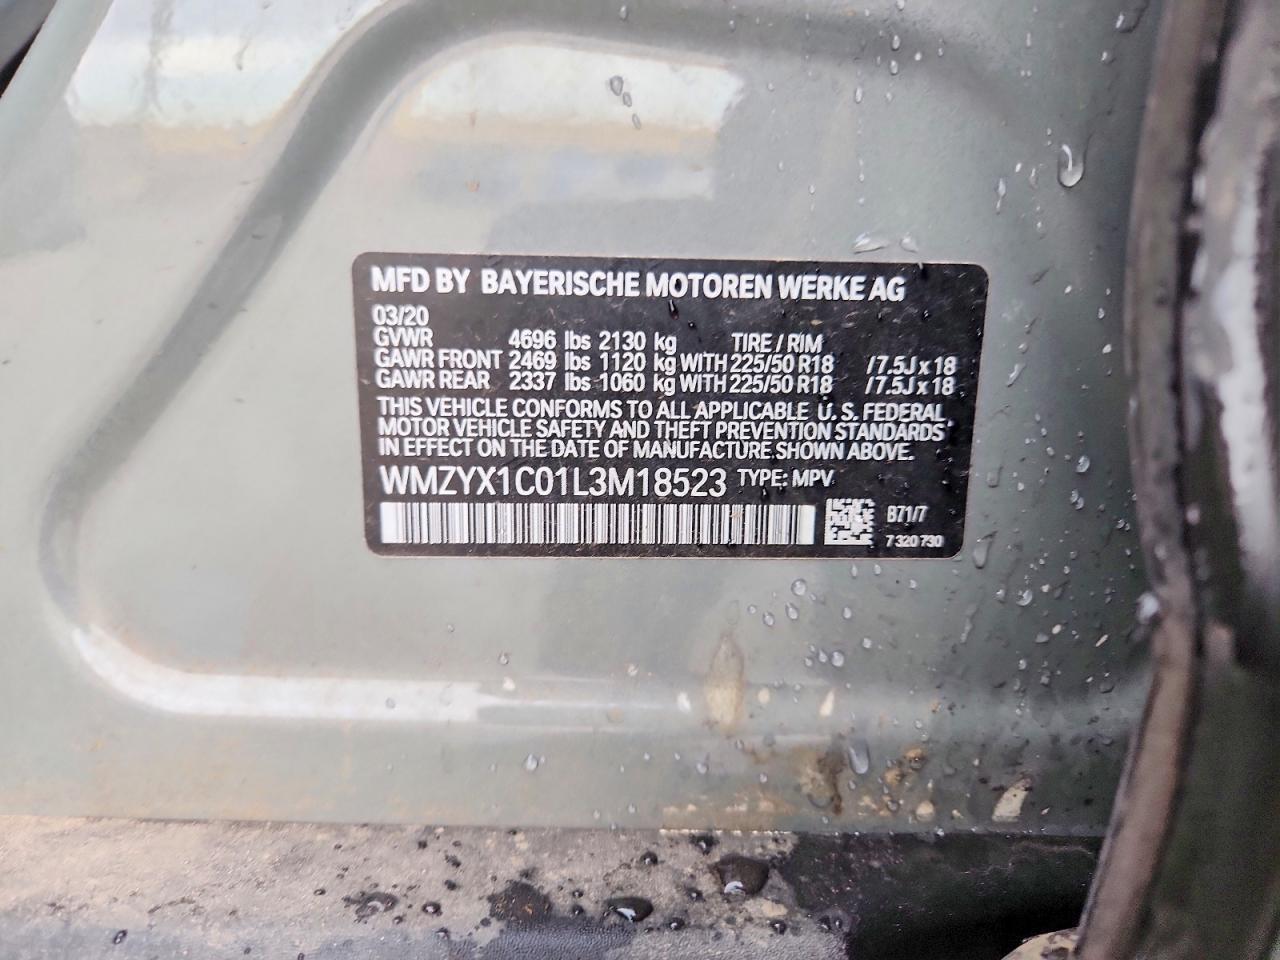 MFD BY BAYERISCHE MOTOREN WERKE AG
03/20
GVWR 4696 lbs 2130 kg TIRE / RIM
GAWR FRONT 2469 lbs 1120 kg WITH 225/50 R18 /7.5J x 18
GAWR REAR 2337 lbs 1060 kg WITH 225/50 R18 /7.5J x 18
THIS VEHICLE CONFORMS TO ALL APPLICABLE U.S. FEDERAL
MOTOR VEHICLE SAFETY AND THEFT PREVENTION STANDARDS
IN EFFECT ON THE DATE OF MANUFACTURE SHOWN ABOVE.
WMZYX1C01L3M18523 TYPE: MPV
B71/7
7 320 730